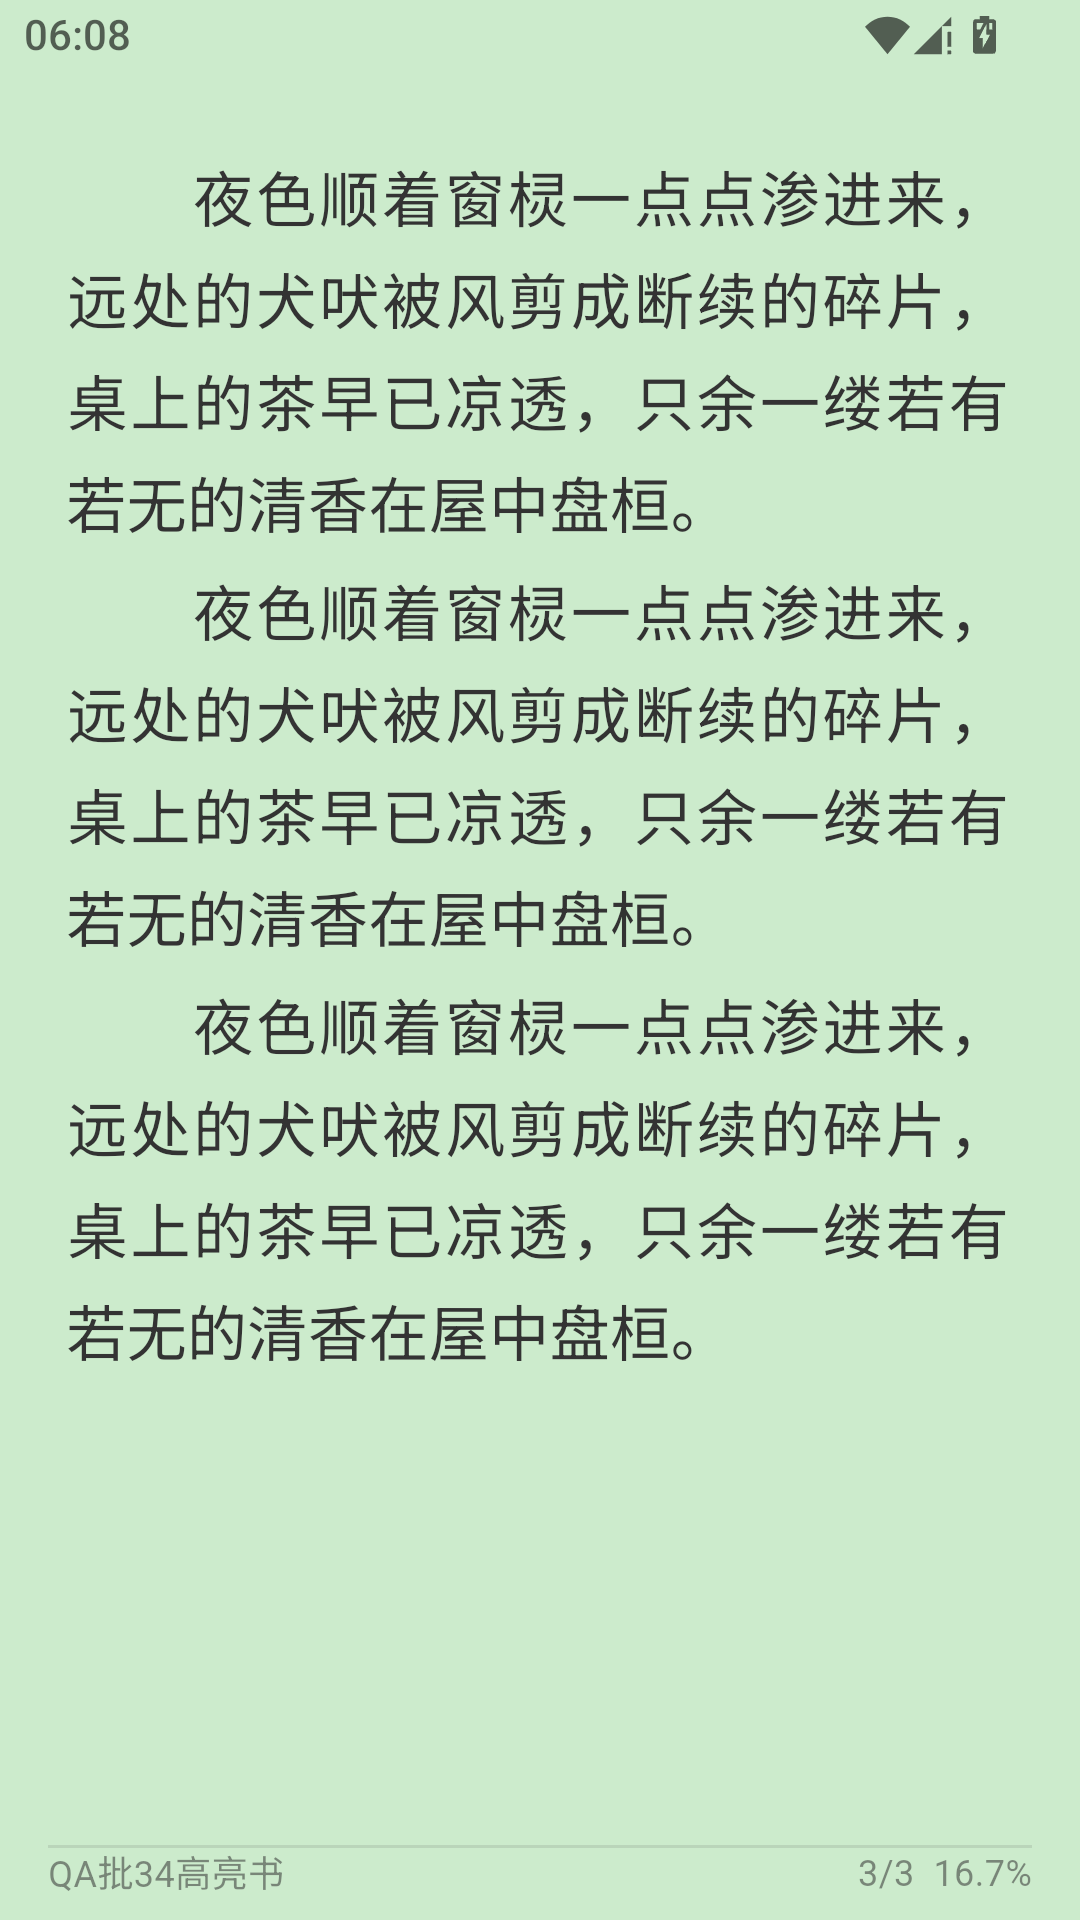 06:08
夜色顺着窗棂一点点渗进来，
远处的犬吠被风剪成断续的碎片，
桌上的茶早已凉透，只余一缕若有
若无的清香在屋中盘桓。
夜色顺着窗棂一点点渗进来，
远处的犬吠被风剪成断续的碎片，
桌上的茶早已凉透，只余一缕若有
若无的清香在屋中盘桓。
夜色顺着窗棂一点点渗进来，
远处的犬吠被风剪成断续的碎片，
桌上的茶早已凉透，只余一缕若有
若无的清香在屋中盘桓。
QA批34高亮书 3/3 16.7%